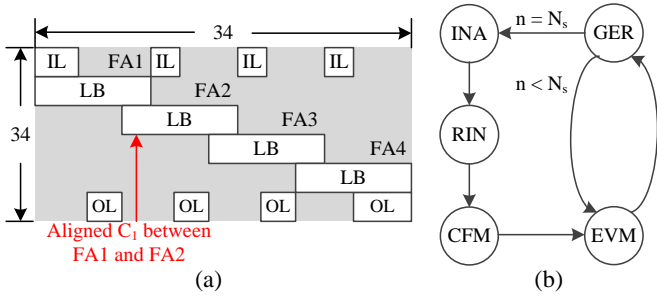 34
IL FA1 IL IL IL
LB FA2
34
LB FA3
LB FA4
LB
OL OL OL OL
Aligned C₁ between
FA1 and FA2
(a)
INA
n = Nₛ
GER
n < Nₛ
RIN
CFM
EVM
(b)